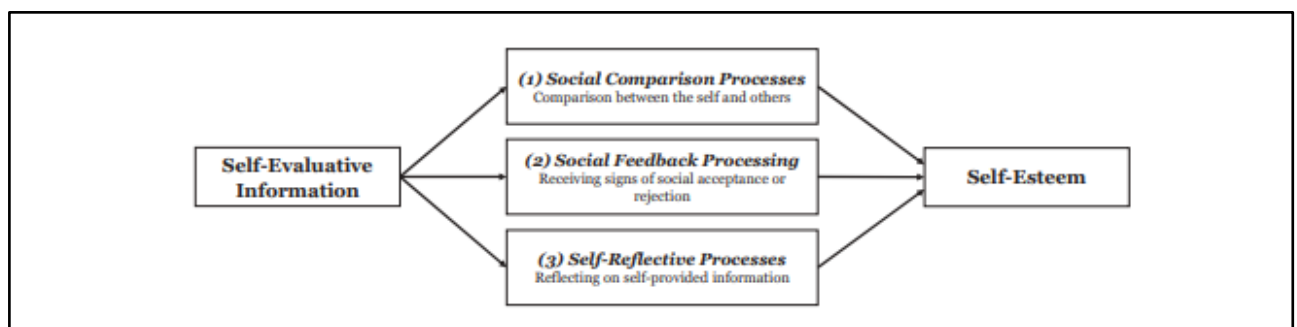 (1) Social Comparison Processes
Comparison between the self and others
Self-Evaluative
Information
(2) Social Feedback Processing
Receiving signs of social acceptance or
rejection
Self-Esteem
(3) Self-Reflective Processes
Reflecting on self-provided information